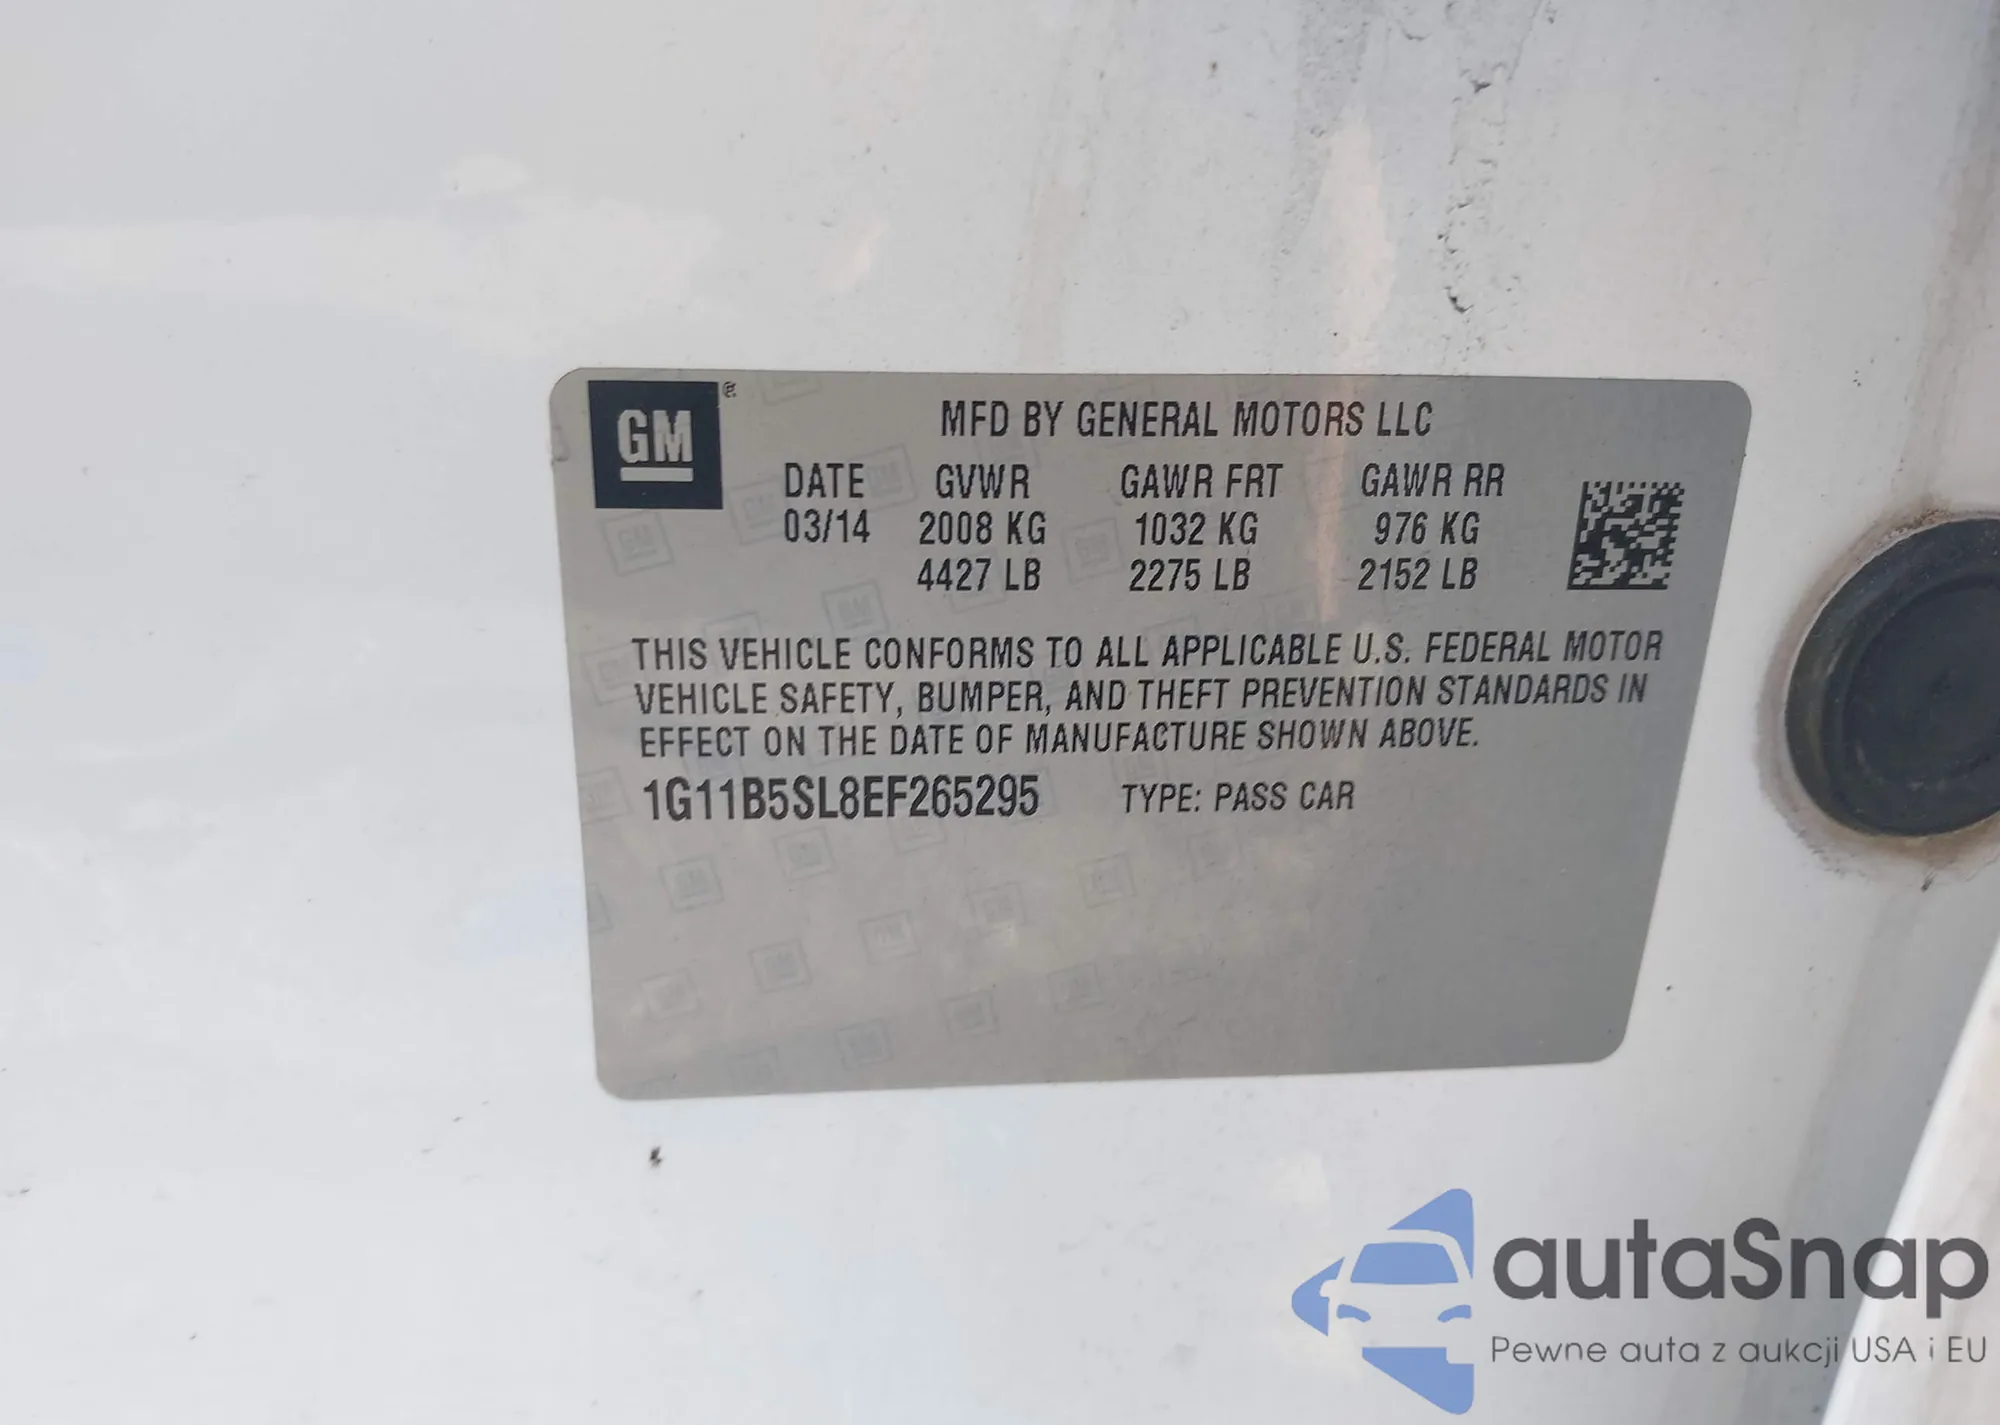 GM ®
MFD BY GENERAL MOTORS LLC
DATE GVWR GAWR FRT GAWR RR
03/14 2008 KG 1032 KG 976 KG
4427 LB 2275 LB 2152 LB
THIS VEHICLE CONFORMS TO ALL APPLICABLE U.S. FEDERAL MOTOR
VEHICLE SAFETY, BUMPER, AND THEFT PREVENTION STANDARDS IN
EFFECT ON THE DATE OF MANUFACTURE SHOWN ABOVE.
1G11B5SL8EF265295 TYPE: PASS CAR
autaSnap
Pewne auta z aukcji USA i EU